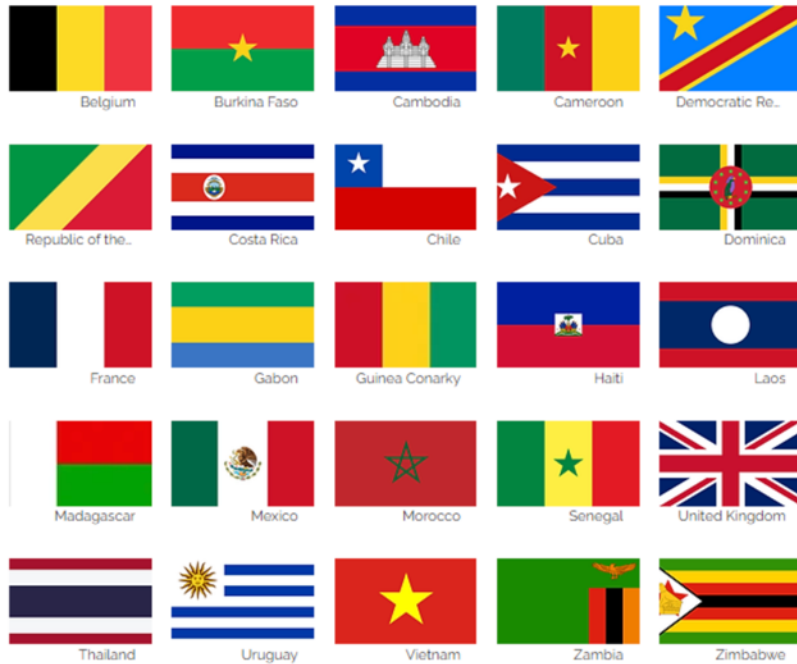 Belgium
Burkina Faso
Cambodia
Cameroon
Democratic Re...
Republic of the...
Costa Rica
Chile
Cuba
Dominica
France
Gabon
Guinea Conarky
Haiti
Laos
Madagascar
Mexico
Morocco
Senegal
United Kingdom
Thailand
Uruguay
Vietnam
Zambia
Zimbabwe